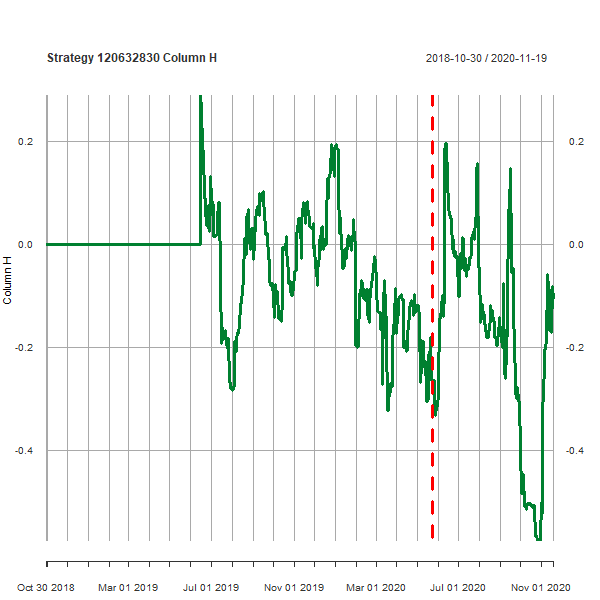 Strategy 120632830 Column H 2018-10-30 / 2020-11-19
0.2 0.2
0.0 0.0
Column H
-0.2 -0.2
-0.4 -0.4
Oct 30 2018 Mar 01 2019 Jul 01 2019 Nov 01 2019 Mar 01 2020 Jul 01 2020 Nov 01 2020